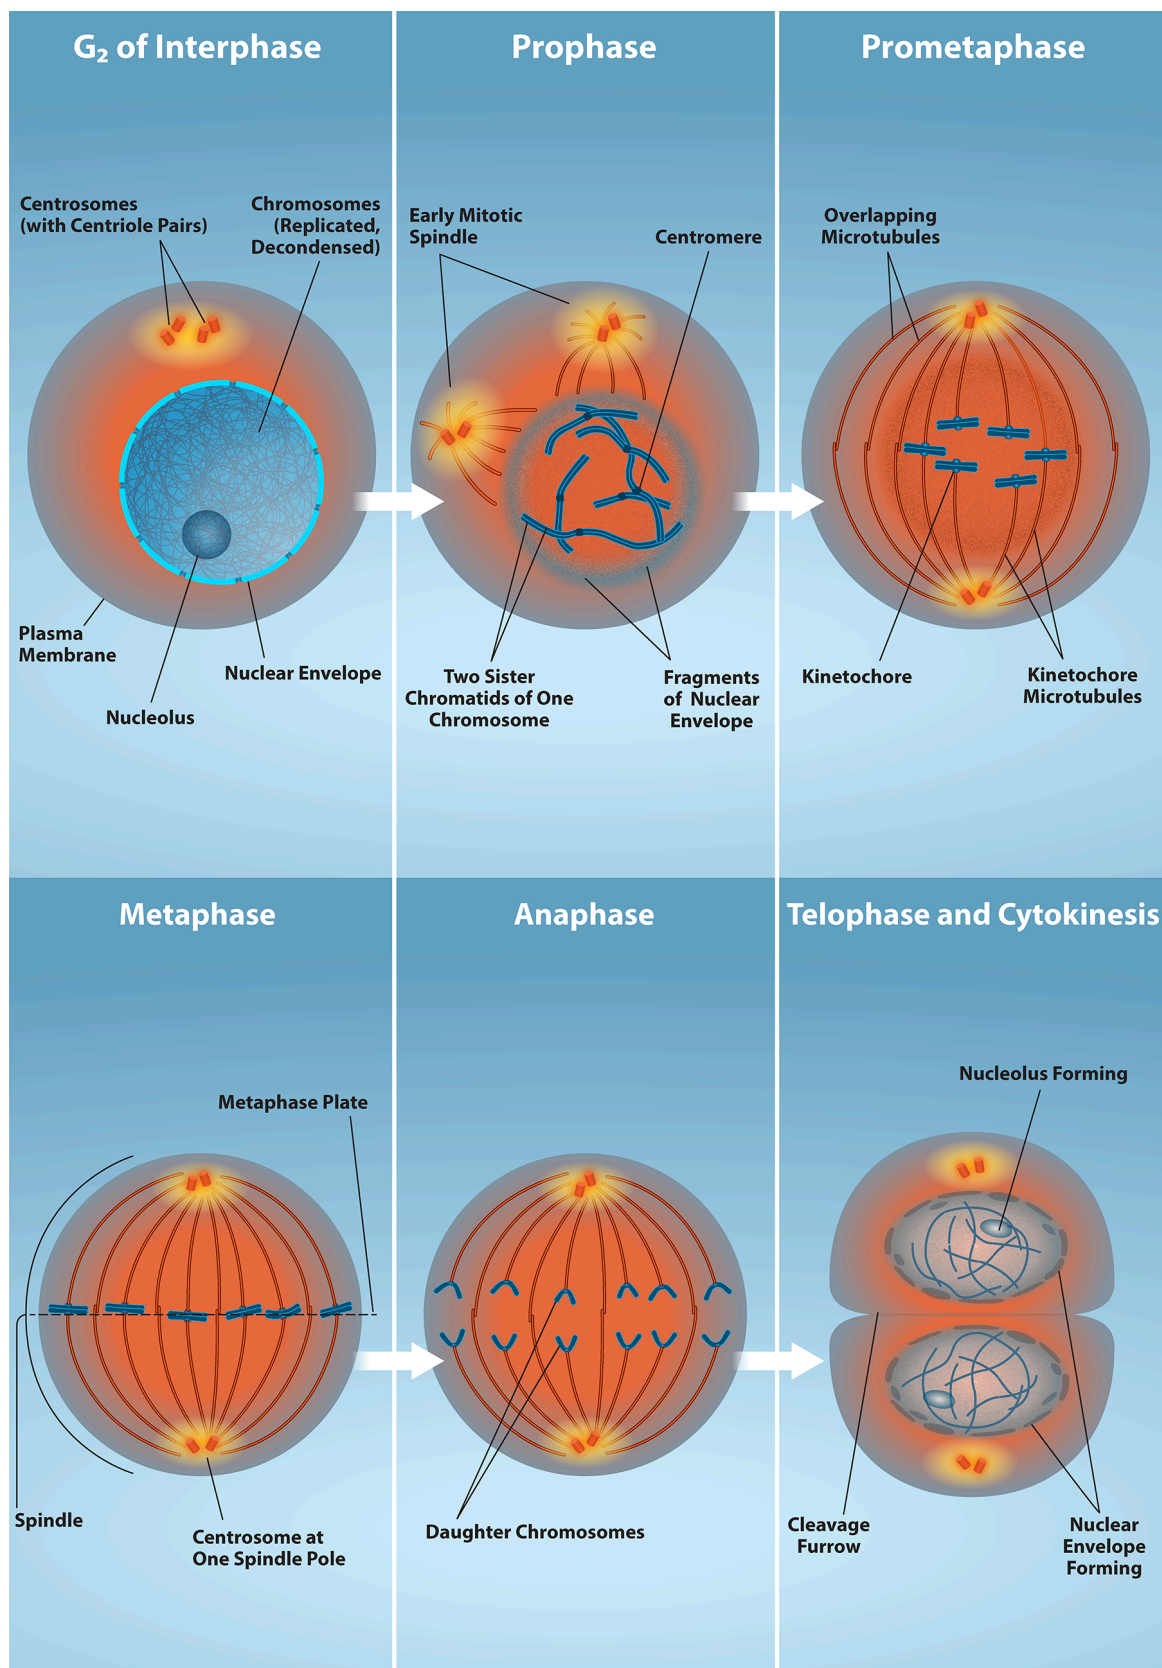 G₂ of Interphase
Centrosomes
(with Centriole Pairs)
Chromosomes
(Replicated,
Decondensed)
Plasma
Membrane
Nuclear Envelope
Nucleolus
Prophase
Early Mitotic
Spindle
Centromere
Two Sister
Chromatids of One
Chromosome
Fragments
of Nuclear
Envelope
Prometaphase
Overlapping
Microtubules
Kinetochore
Kinetochore
Microtubules
Metaphase
Metaphase Plate
Spindle
Centrosome at
One Spindle Pole
Anaphase
Daughter Chromosomes
Telophase and Cytokinesis
Nucleolus Forming
Cleavage
Furrow
Nuclear
Envelope
Forming